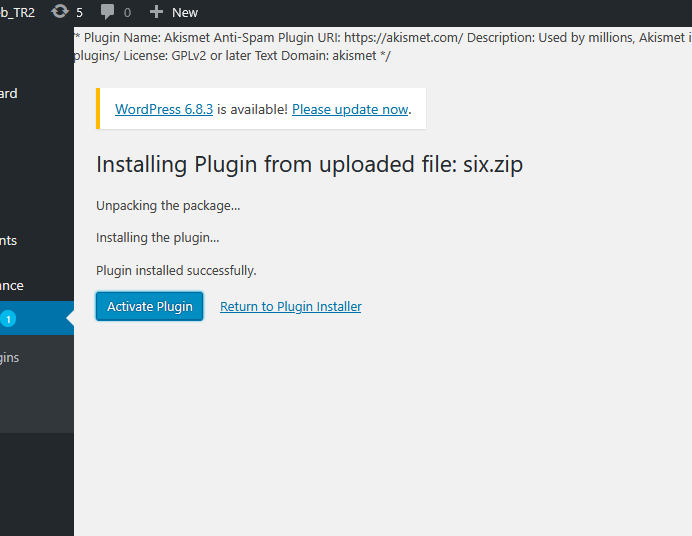 b_TR2 5 0 New
/* Plugin Name: Akismet Anti-Spam Plugin URI: https://akismet.com/ Description: Used by millions, Akismet i
plugins/ License: GPLv2 or later Text Domain: akismet */
ard
WordPress 6.8.3 is available! Please update now.
Installing Plugin from uploaded file: six.zip
Unpacking the package…
nts
Installing the plugin…
Plugin installed successfully.
ance
Activate Plugin Return to Plugin Installer
1
gins